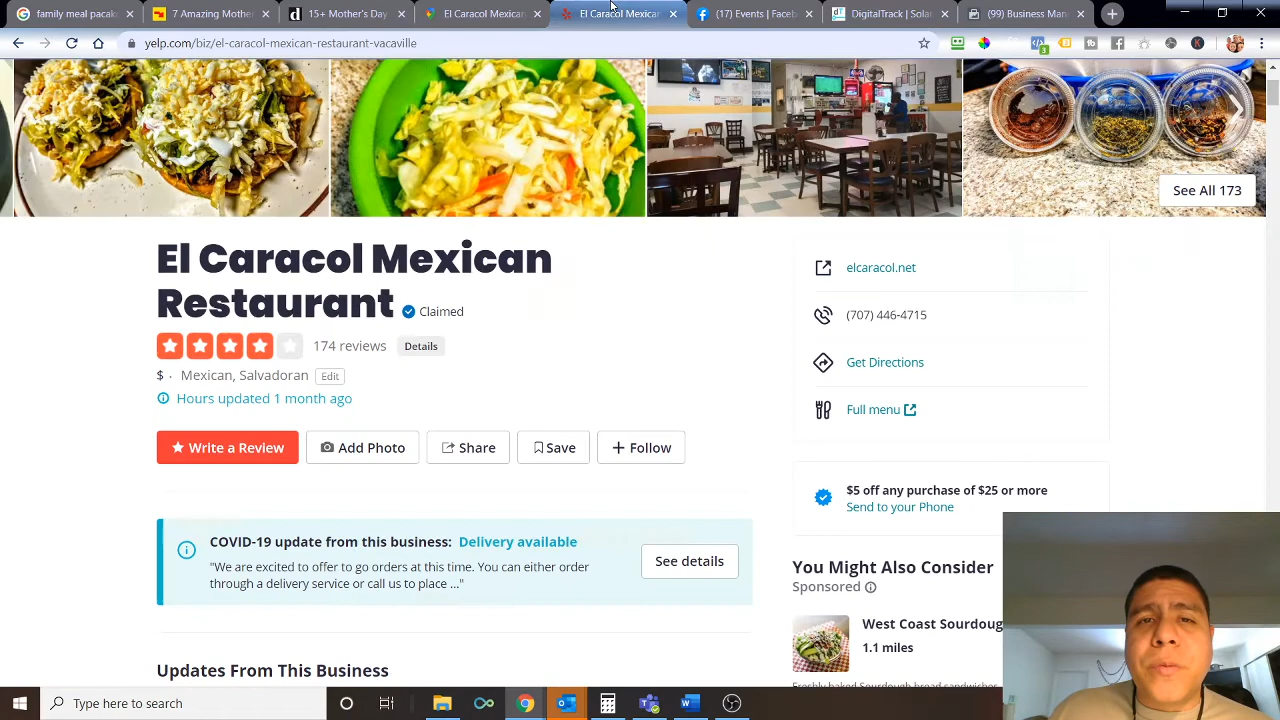 family meal pacak
7 Amazing Mothe
15+ Mother's Day
El Caracol Mexican
El Caracol Mexican
(17) Events | Faceb
DigitalTrack | Sola
(99) Business Man
yelp.com/biz/el-caracol-mexican-restaurant-vacaville
See All 173
El Caracol Mexican
Restaurant
Claimed
174 reviews
Details
$ · Mexican, Salvadoran
Edit
Hours updated 1 month ago
Write a Review
Add Photo
Share
Save
Follow
elcaracol.net
(707) 446-4715
Get Directions
Full menu
$5 off any purchase of $25 or more
Send to your Phone
COVID-19 update from this business: Delivery available
"We are excited to offer to go orders at this time. You can either order
through a delivery service or call us to place ..."
See details
You Might Also Consider
Sponsored
West Coast Sourdoug
1.1 miles
Freshly baked Sourdough bread sandwiches
Updates From This Business
Type here to search